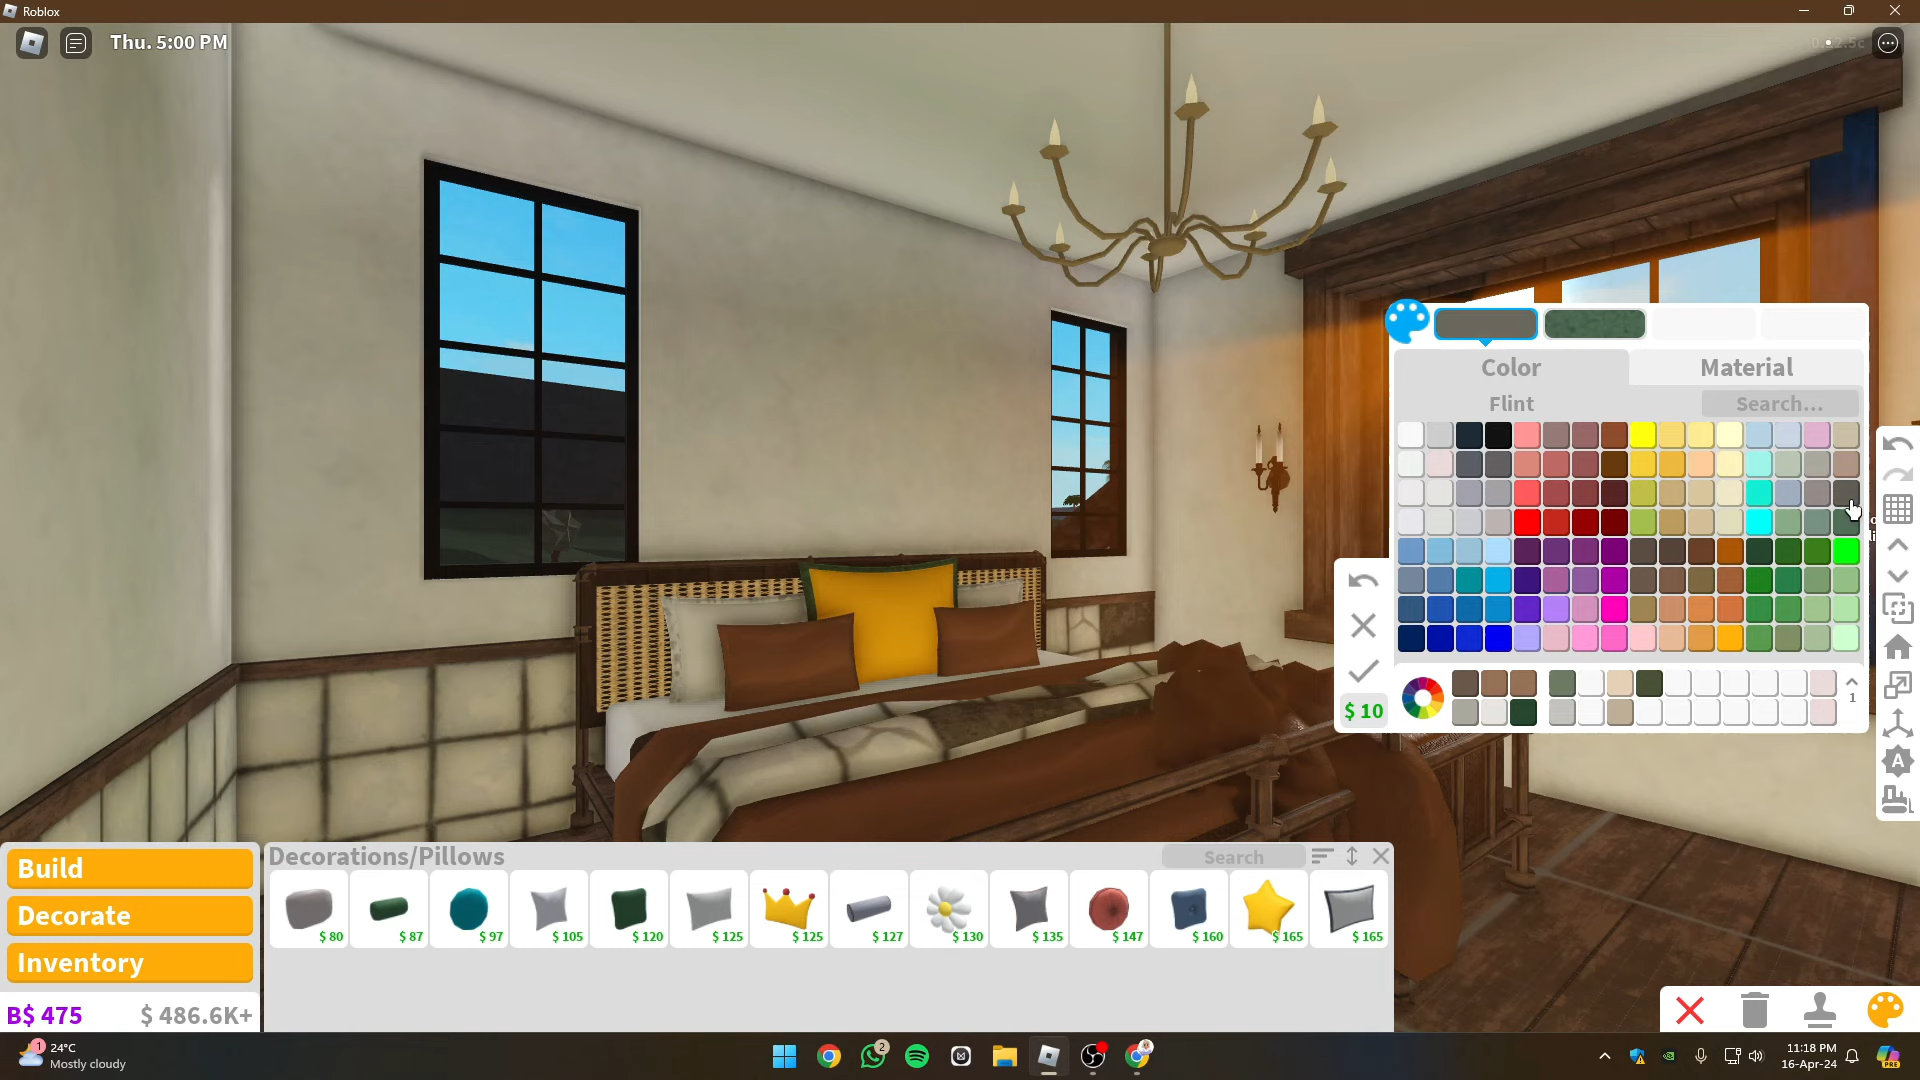 Roblox
Thu. 5:00 PM
Color
Material
Flint
Search...
$ 10
1
Build
Decorate
Inventory
B$ 475
$ 486.6K+
Decorations/Pillows
Search
$ 80
$ 87
$ 97
$ 105
$ 120
$ 125
$ 125
$ 127
$ 130
$ 135
$ 147
$ 160
$ 165
$ 165
A
1
24°C
Mostly cloudy
2
11:18 PM
16-Apr-24
PRE